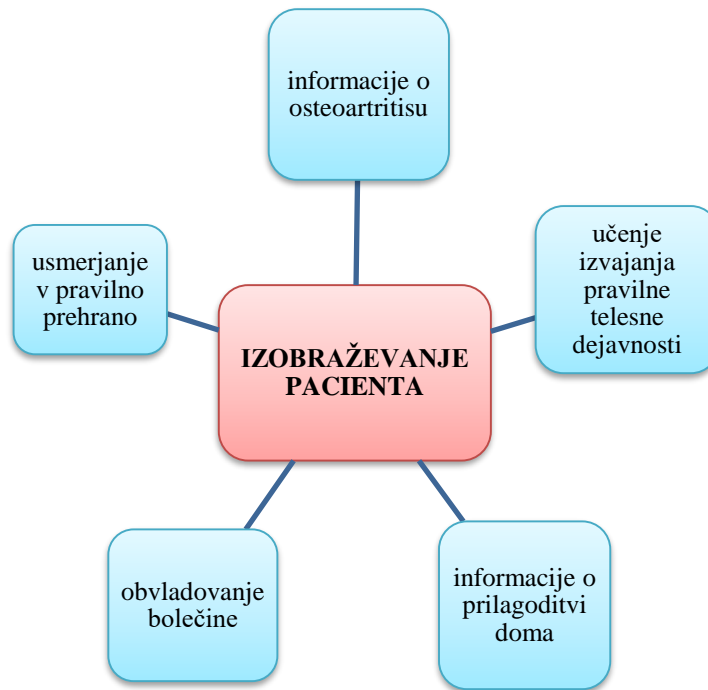 informacije o
osteoartritisu
usmerjanje
v pravilno
prehrano
učenje
izvajanja
pravilne
telesne
dejavnosti
IZOBRAŽEVANJE
PACIENTA
obvladovanje
bolečine
informacije o
prilagoditvi
doma